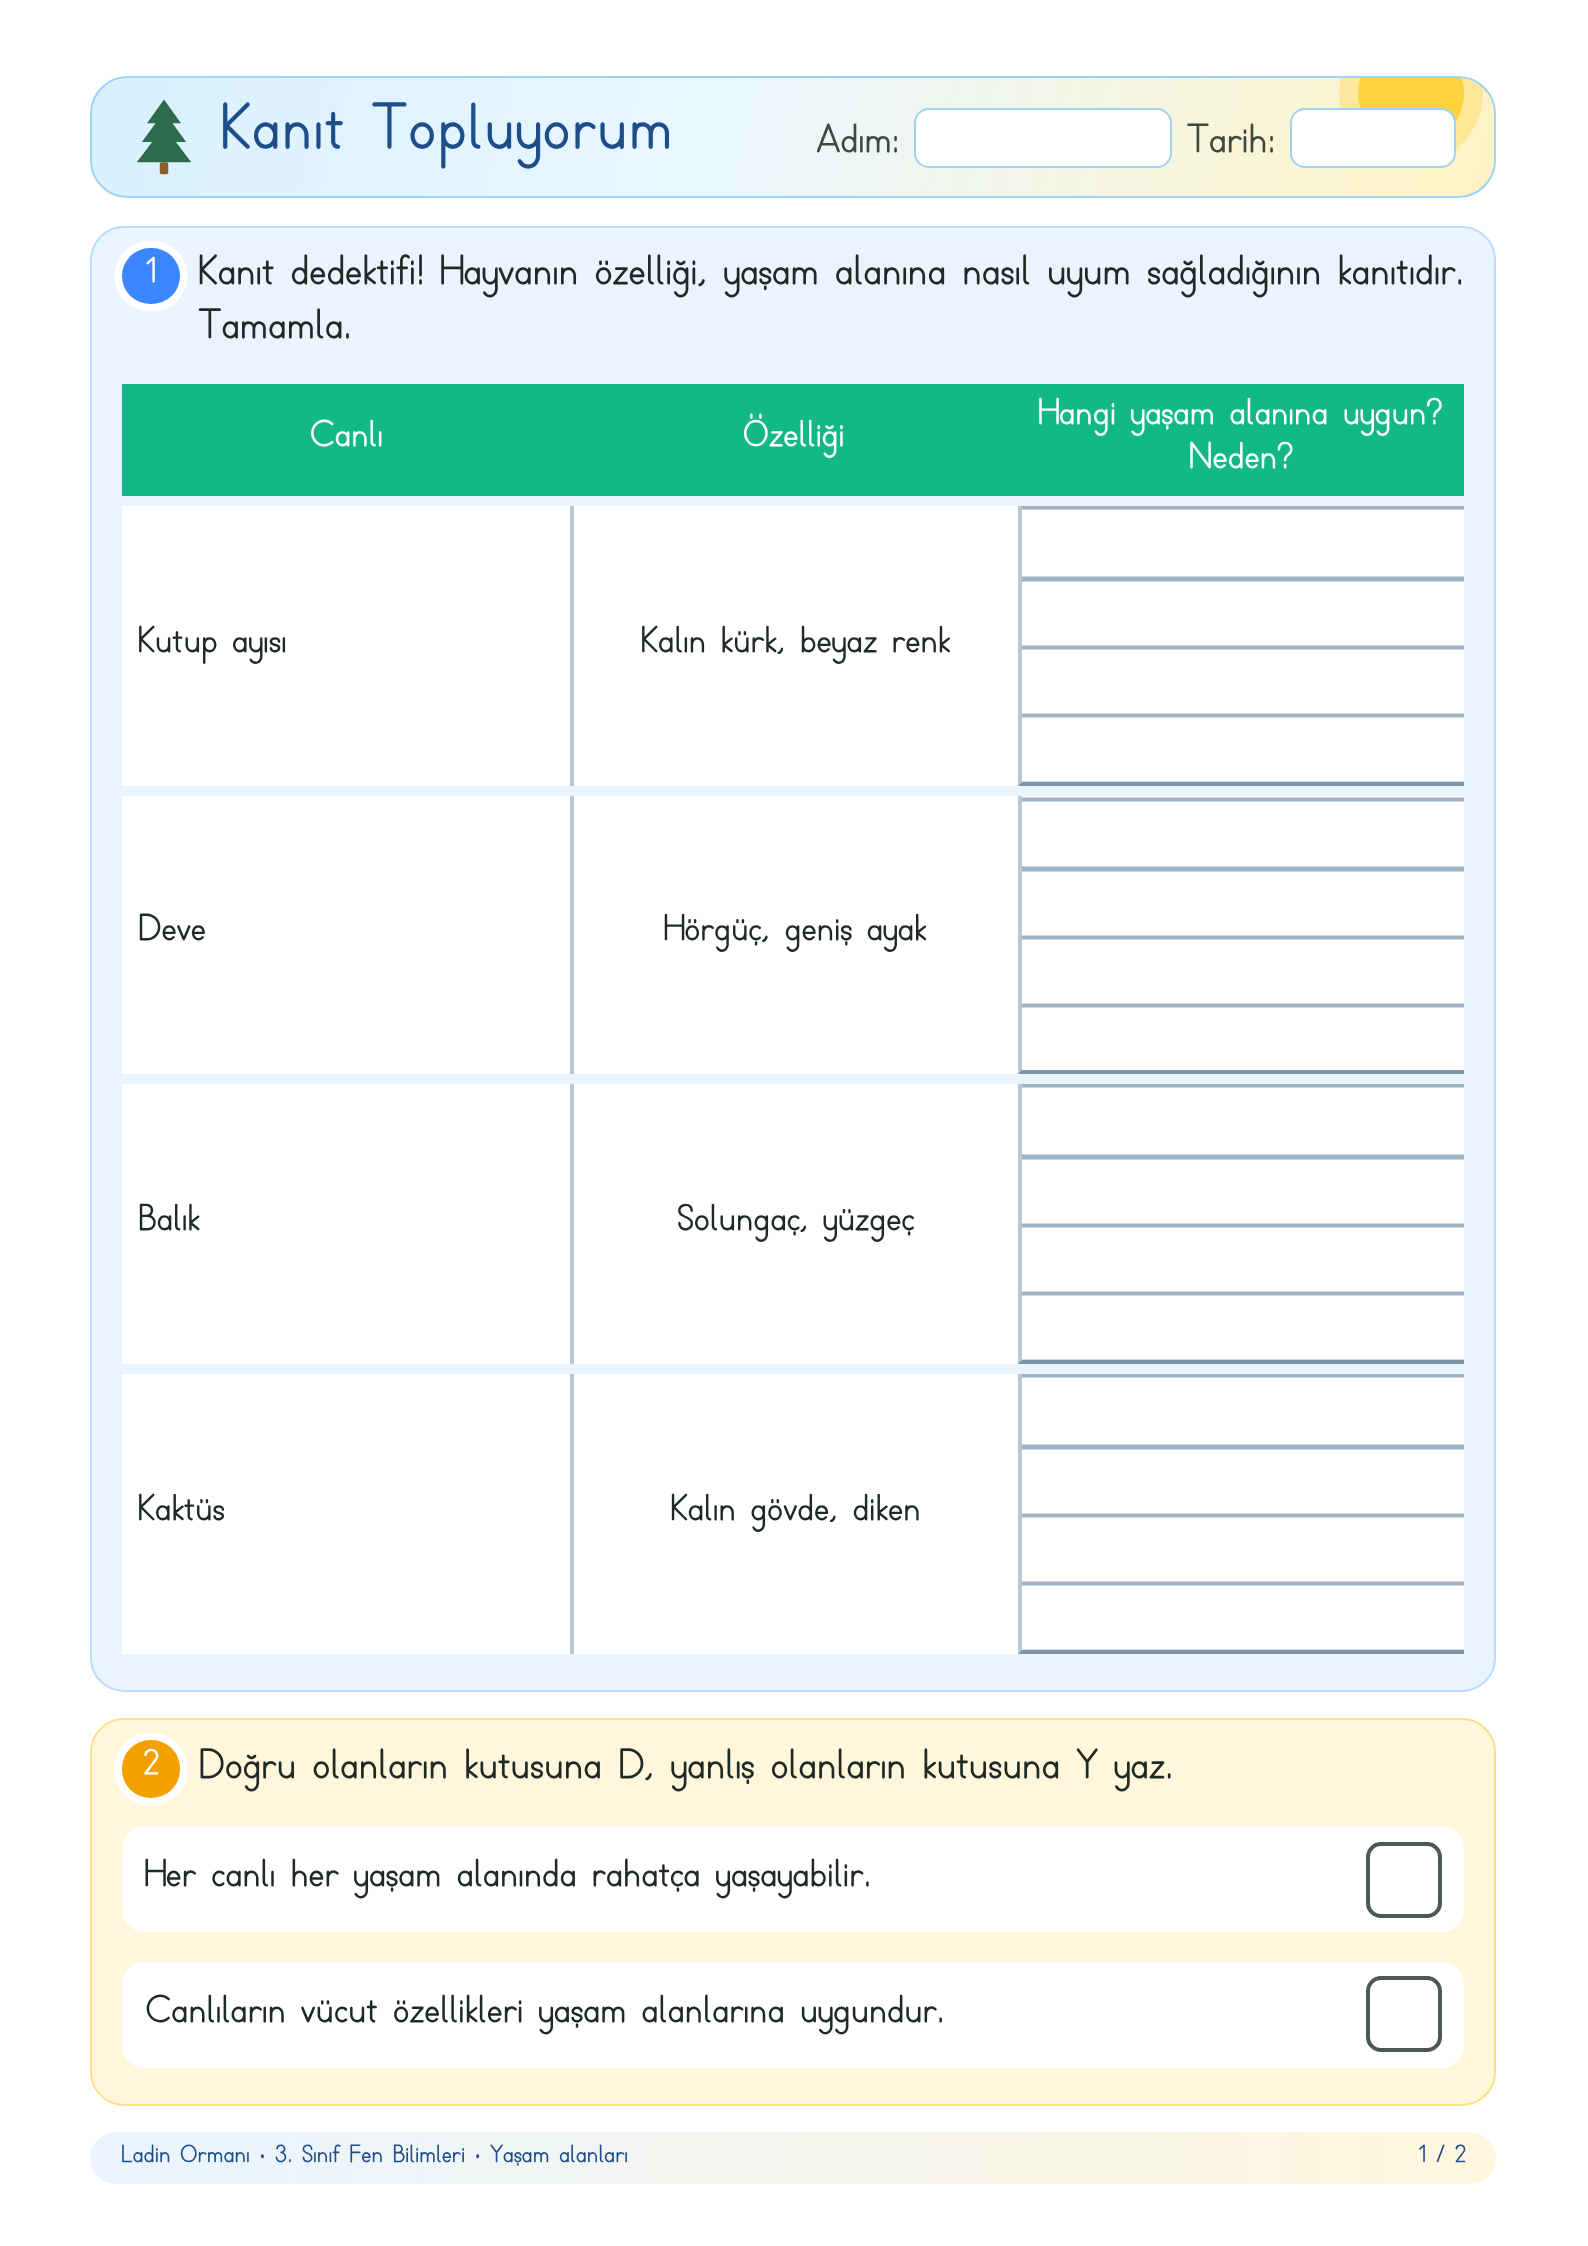 Kanıt Topluyorum
Adım:
Tarih:
1
Kanıt dedektifi! Hayvanın özelliği, yaşam alanına nasıl uyum sağladığının kanıtıdır.
Tamamla.
Canlı
Özelliği
Hangi yaşam alanına uygun?
Neden?
Kutup ayısı
Kalın kürk, beyaz renk
Deve
Hörgüç, geniş ayak
Balık
Solungaç, yüzgeç
Kaktüs
Kalın gövde, diken
2
Doğru olanların kutusuna D, yanlış olanların kutusuna Y yaz.
Her canlı her yaşam alanında rahatça yaşayabilir.
Canlıların vücut özellikleri yaşam alanlarına uygundur.
Ladin Ormanı • 3. Sınıf Fen Bilimleri • Yaşam alanları
1 / 2